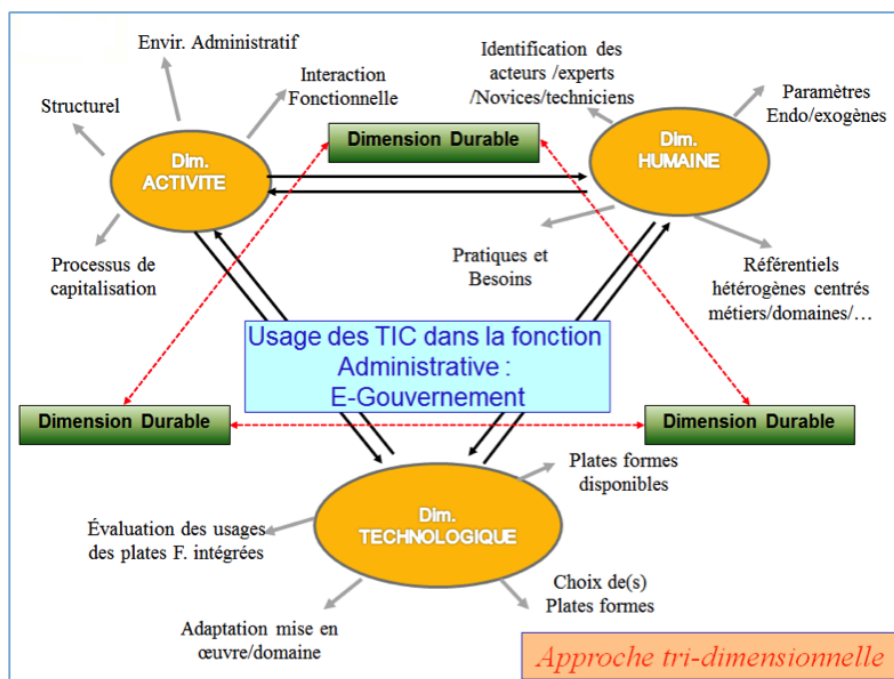 Envir. Administratif
Structurel
Interaction
Fonctionnelle
Identification des
acteurs /experts
/Novices/techniciens
Paramètres
Endo/exogènes
Dimension Durable
Dim.
ACTIVITE
Dim.
HUMAINE
Processus de
capitalisation
Pratiques et
Besoins
Référentiels
hétérogènes centrés
métiers/domaines/…
Usage des TIC dans la fonction
Administrative :
E-Gouvernement
Dimension Durable
Dimension Durable
Plates formes
disponibles
Dim.
TECHNOLOGIQUE
Évaluation des usages
des plates F. intégrées
Choix de(s)
Plates formes
Adaptation mise en
œuvre/domaine
Approche tri-dimensionnelle